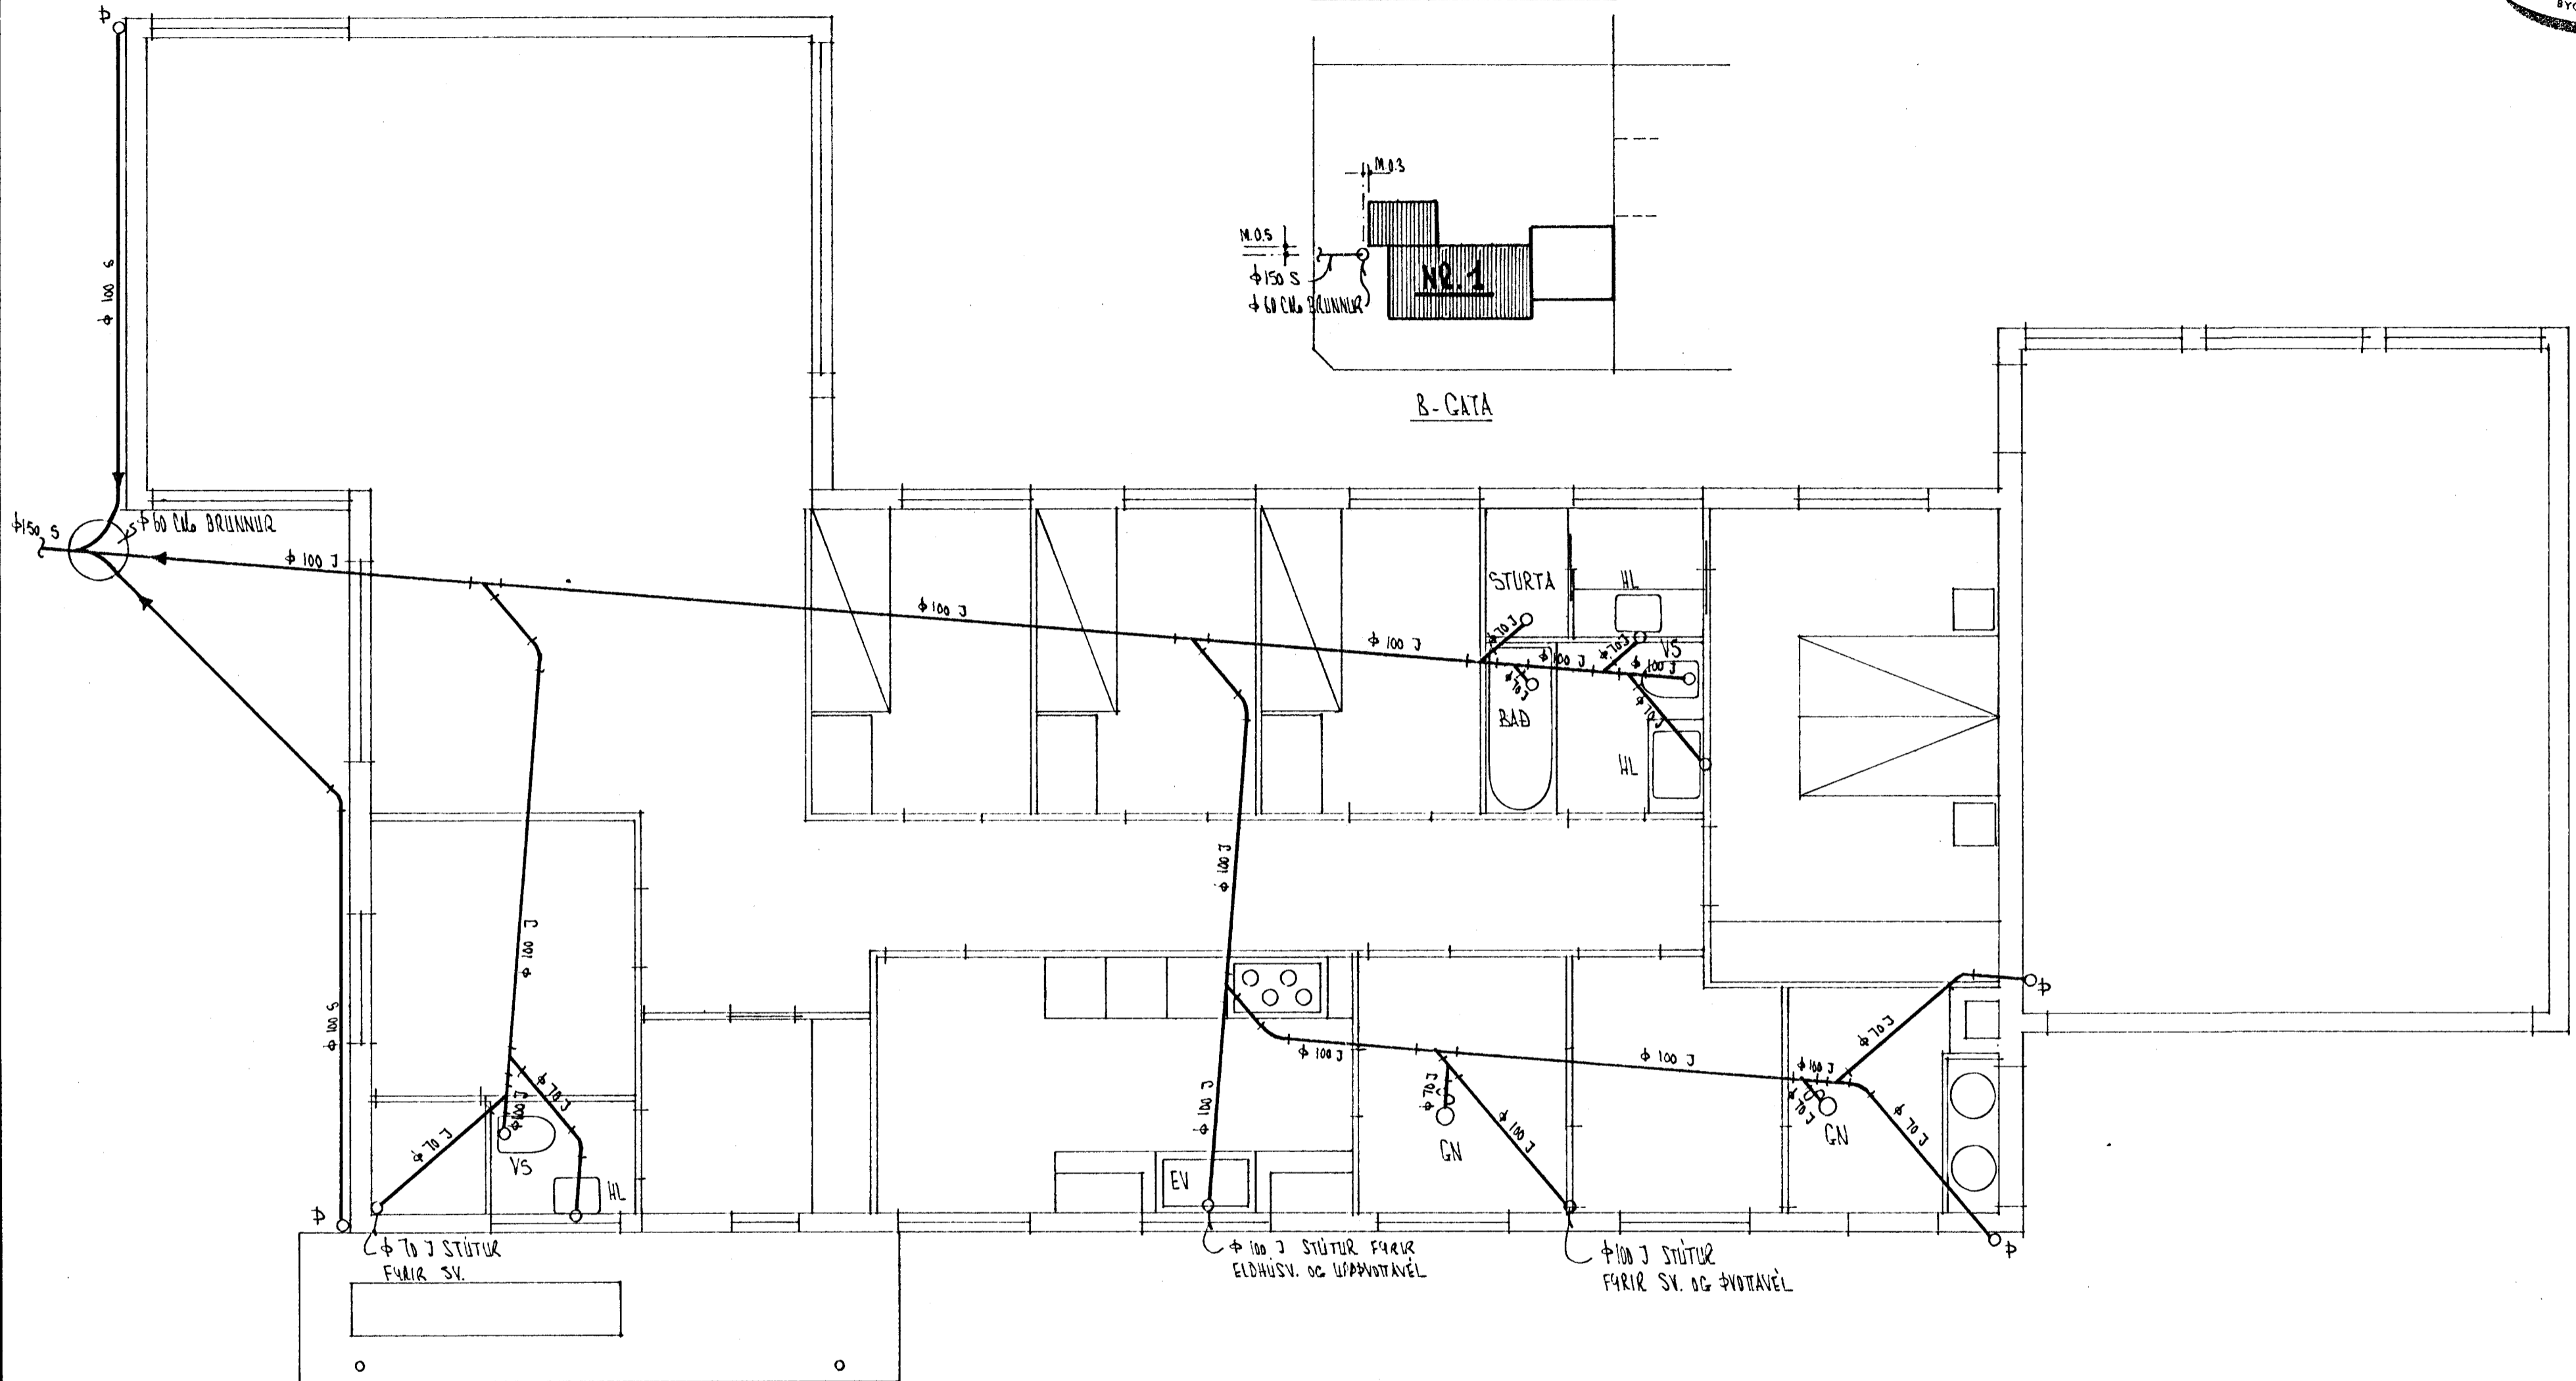 Þ
BYG
M.0.3
M.0.5
ϕ150 S
ϕ 60 CM. BRUNNUR
NR. 1
B-GATA
ϕ 100 S
ϕ150 S
ϕ 60 CM. BRUNNUR
ϕ 100 J
ϕ 100 J
ϕ 100 J
STURTA
HL
ϕ 70 J
ϕ 70 J
VS
ϕ 100 J
ϕ 100 J
ϕ 70 J
ϕ 70 J
BAÐ
HL
ϕ 100 J
ϕ 100 J
ϕ 100 S
Þ
ϕ 70 J
ϕ 100 J
ϕ 100 J
ϕ 100 J
ϕ 70 J
ϕ 100 J
ϕ 70 J
ϕ 100 J
ϕ 70 J
ϕ 70 J
ϕ 100 J
ϕ 70 J
GN
GN
VS
EV
HL
Þ
Þ
ϕ 70 J STÚTUR
FYRIR SV.
ϕ 100 J STÚTUR FYRIR
ELDHÚSV. OG UPPÞVOTTAVÉL
ϕ100 J STÚTUR
FYRIR SV. OG ÞVOTTAVÉL